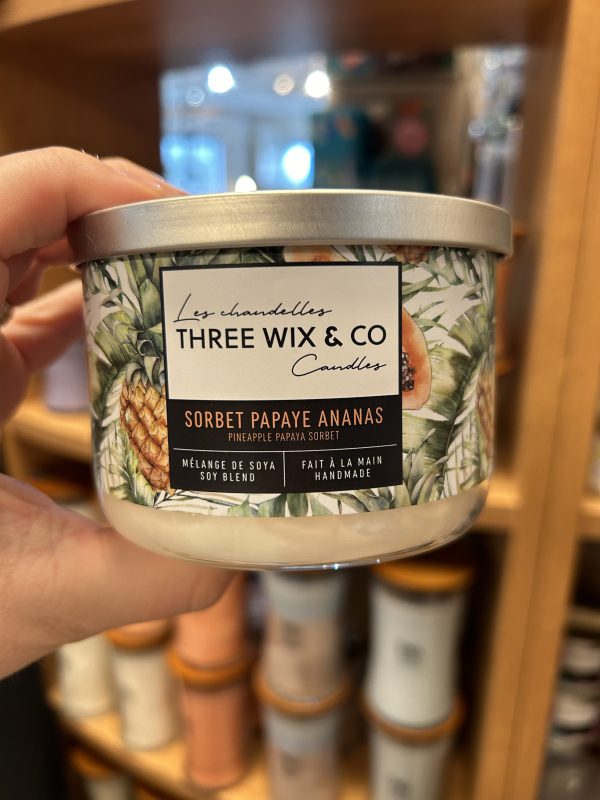 Les chandelles
THREE WIX & CO
Candles
SORBET PAPAYE ANANAS
PINEAPPLE PAPAYA SORBET
MÉLANGE DE SOYA
SOY BLEND
FAIT À LA MAIN
HANDMADE